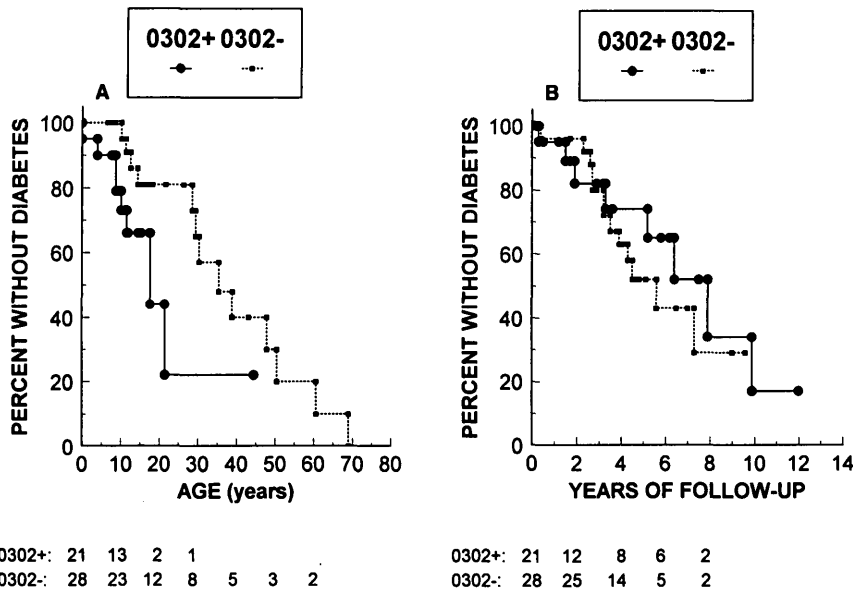 0302+ 0302-
A
PERCENT WITHOUT DIABETES
100
80
60
40
20
0
0 10 20 30 40 50 60 70 80
AGE (years)
0302+: 21 13 2 1
0302-: 28 23 12 8 5 3 2
0302+ 0302-
B
PERCENT WITHOUT DIABETES
100
80
60
40
20
0
0 2 4 6 8 10 12 14
YEARS OF FOLLOW-UP
0302+: 21 12 8 6 2
0302-: 28 25 14 5 2